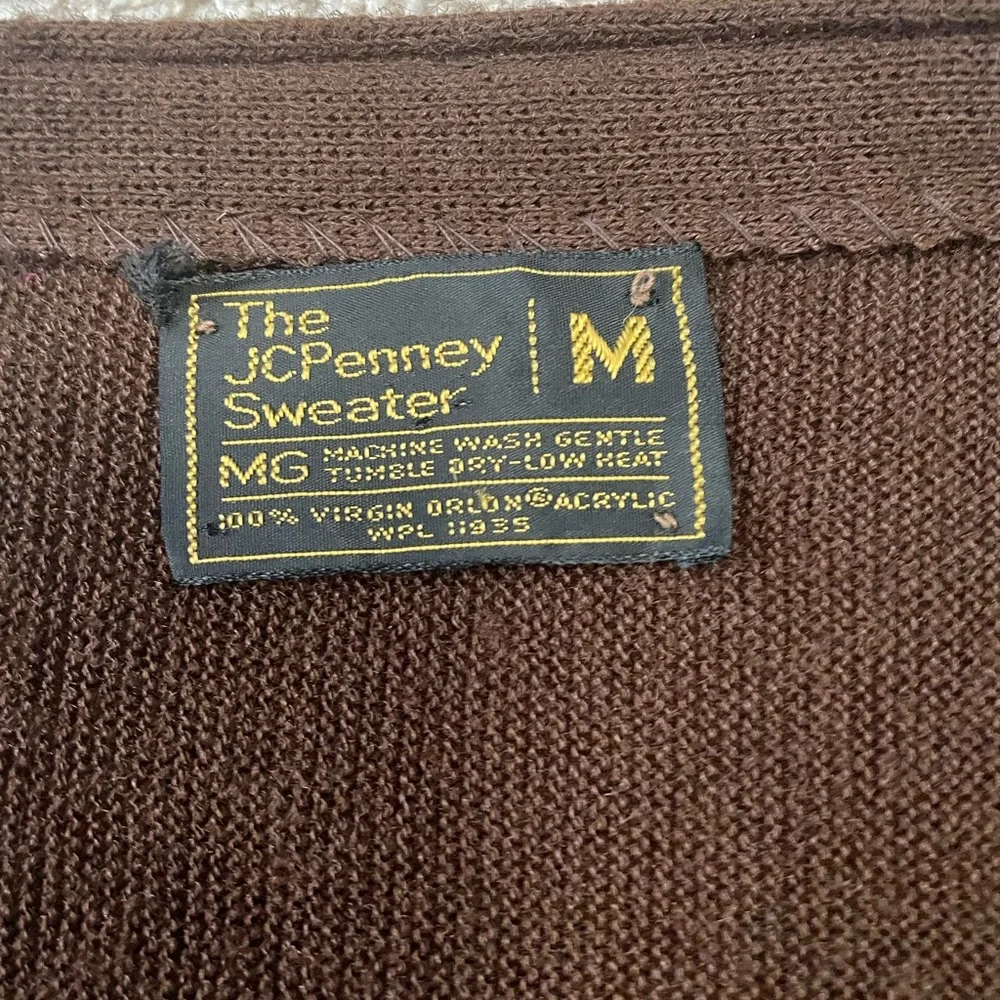 The
JCPenney
Sweater
M
MG
MACHINE WASH GENTLE
TUMBLE DRY-LOW HEAT
100% VIRGIN ORLON® ACRYLIC
WPL 11935